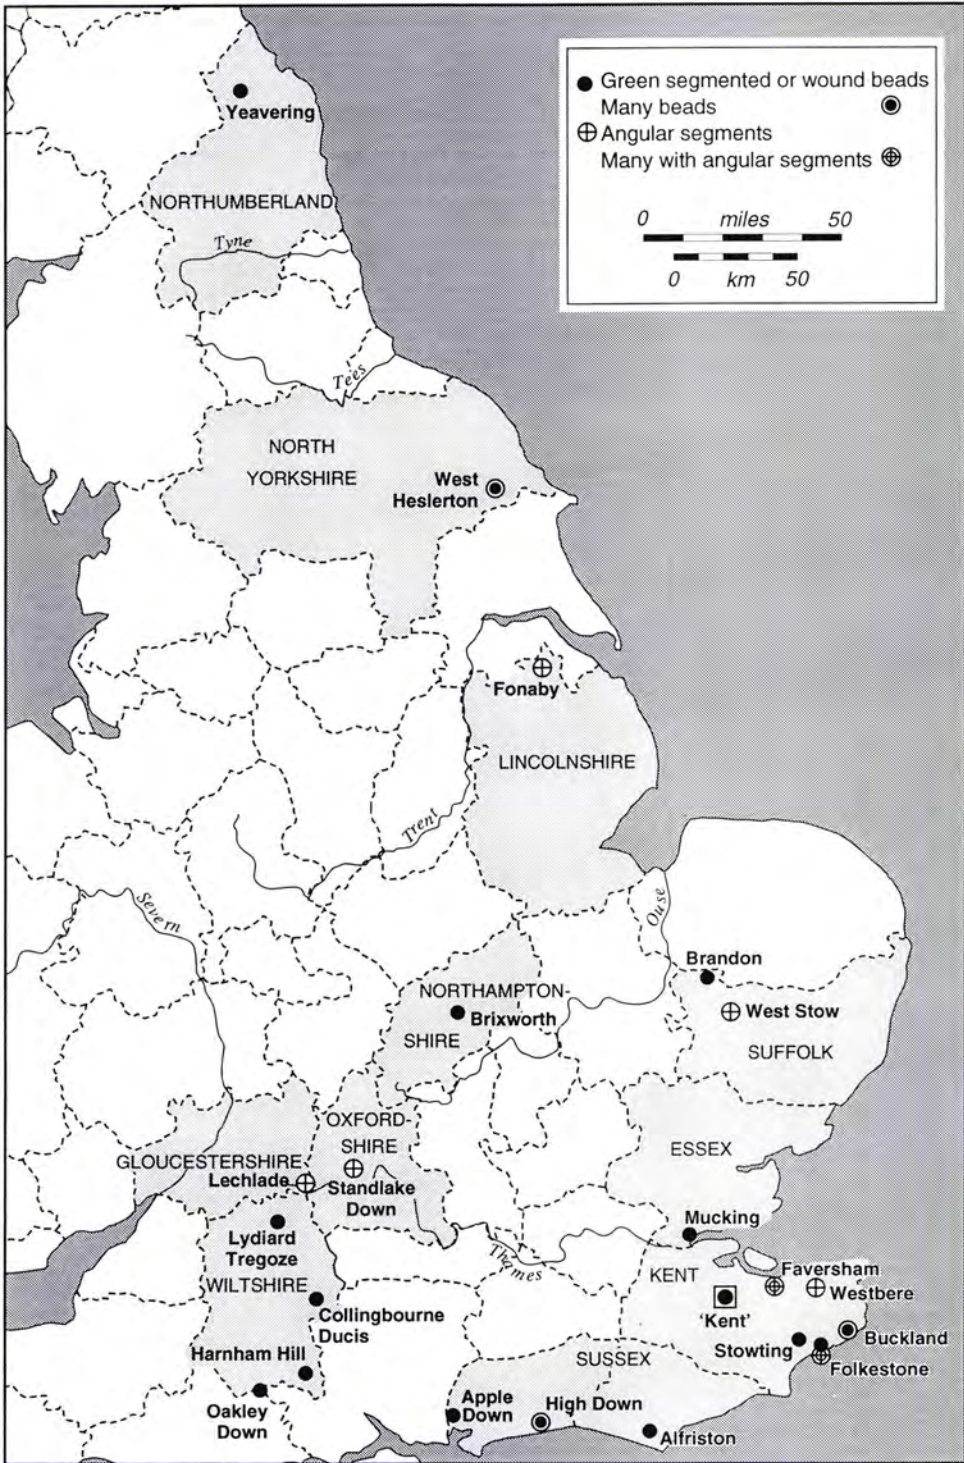 Green segmented or wound beads
Many beads
Angular segments
Many with angular segments
0 miles 50
0 km 50
Yeavering
NORTHUMBERLAND
Tyne
Tees
NORTH
YORKSHIRE
West
Heslerton
Fonaby
LINCOLNSHIRE
Trent
Severn
Ouse
Brandon
West Stow
SUFFOLK
NORTHAMPTON-
Brixworth
SHIRE
OXFORD-
SHIRE
GLOUCESTERSHIRE
Lechlade
Standlake
Down
ESSEX
Mucking
Lydiard
Tregoze
WILTSHIRE
Thames
KENT
Faversham
Westbere
'Kent'
Collingbourne
Ducis
Stowting
Buckland
Folkestone
Harnham Hill
SUSSEX
Oakley
Down
Apple
Down
High Down
Alfriston